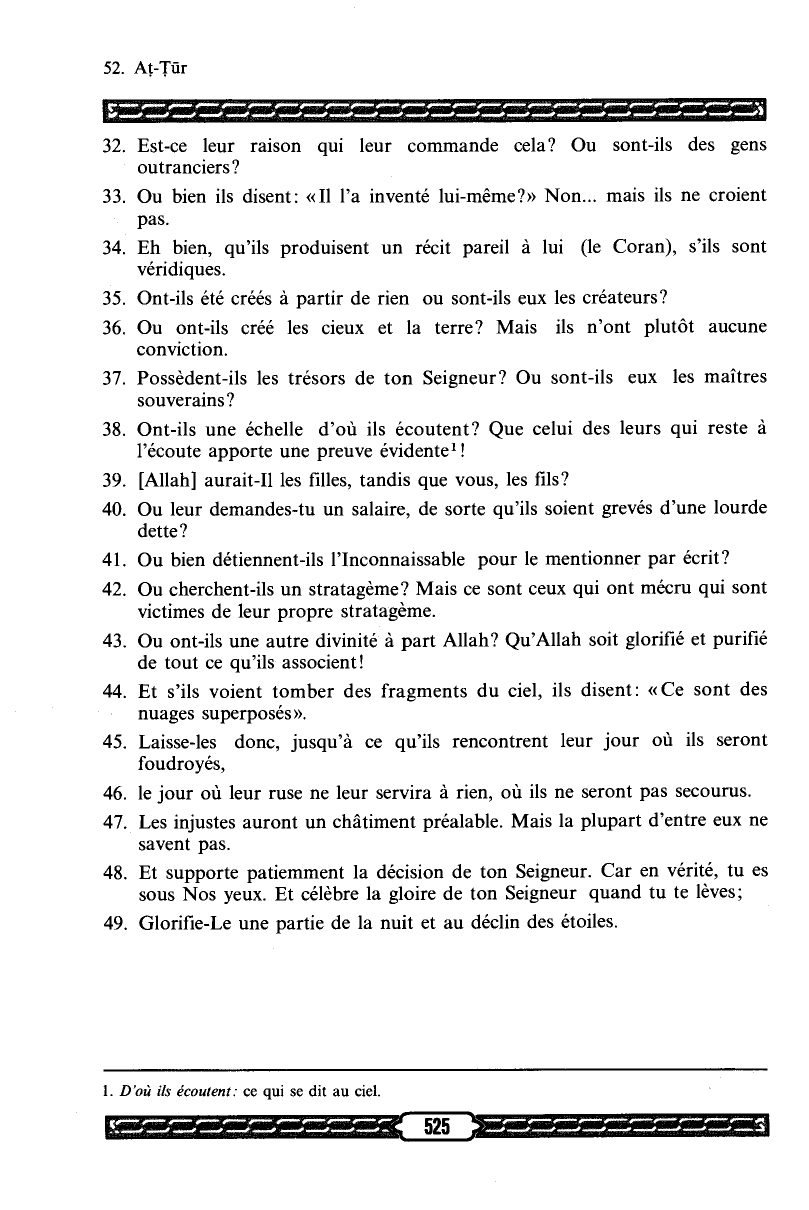 52. Aṭ-Ṭūr
32. Est-ce leur raison qui leur commande cela? Ou sont-ils des gens
outranciers?
33. Ou bien ils disent: «Il l'a inventé lui-même?» Non... mais ils ne croient
pas.
34. Eh bien, qu'ils produisent un récit pareil à lui (le Coran), s'ils sont
véridiques.
35. Ont-ils été créés à partir de rien ou sont-ils eux les créateurs?
36. Ou ont-ils créé les cieux et la terre? Mais ils n'ont plutôt aucune
conviction.
37. Possèdent-ils les trésors de ton Seigneur? Ou sont-ils eux les maîtres
souverains?
38. Ont-ils une échelle d'où ils écoutent? Que celui des leurs qui reste à
l'écoute apporte une preuve évidente¹!
39. [Allah] aurait-Il les filles, tandis que vous, les fils?
40. Ou leur demandes-tu un salaire, de sorte qu'ils soient grevés d'une lourde
dette?
41. Ou bien détiennent-ils l'Inconnaissable pour le mentionner par écrit?
42. Ou cherchent-ils un stratagème? Mais ce sont ceux qui ont mécru qui sont
victimes de leur propre stratagème.
43. Ou ont-ils une autre divinité à part Allah? Qu'Allah soit glorifié et purifié
de tout ce qu'ils associent!
44. Et s'ils voient tomber des fragments du ciel, ils disent: «Ce sont des
nuages superposés».
45. Laisse-les donc, jusqu'à ce qu'ils rencontrent leur jour où ils seront
foudroyés,
46. le jour où leur ruse ne leur servira à rien, où ils ne seront pas secourus.
47. Les injustes auront un châtiment préalable. Mais la plupart d'entre eux ne
savent pas.
48. Et supporte patiemment la décision de ton Seigneur. Car en vérité, tu es
sous Nos yeux. Et célèbre la gloire de ton Seigneur quand tu te lèves;
49. Glorifie-Le une partie de la nuit et au déclin des étoiles.
1. D'où ils écoutent: ce qui se dit au ciel.
525